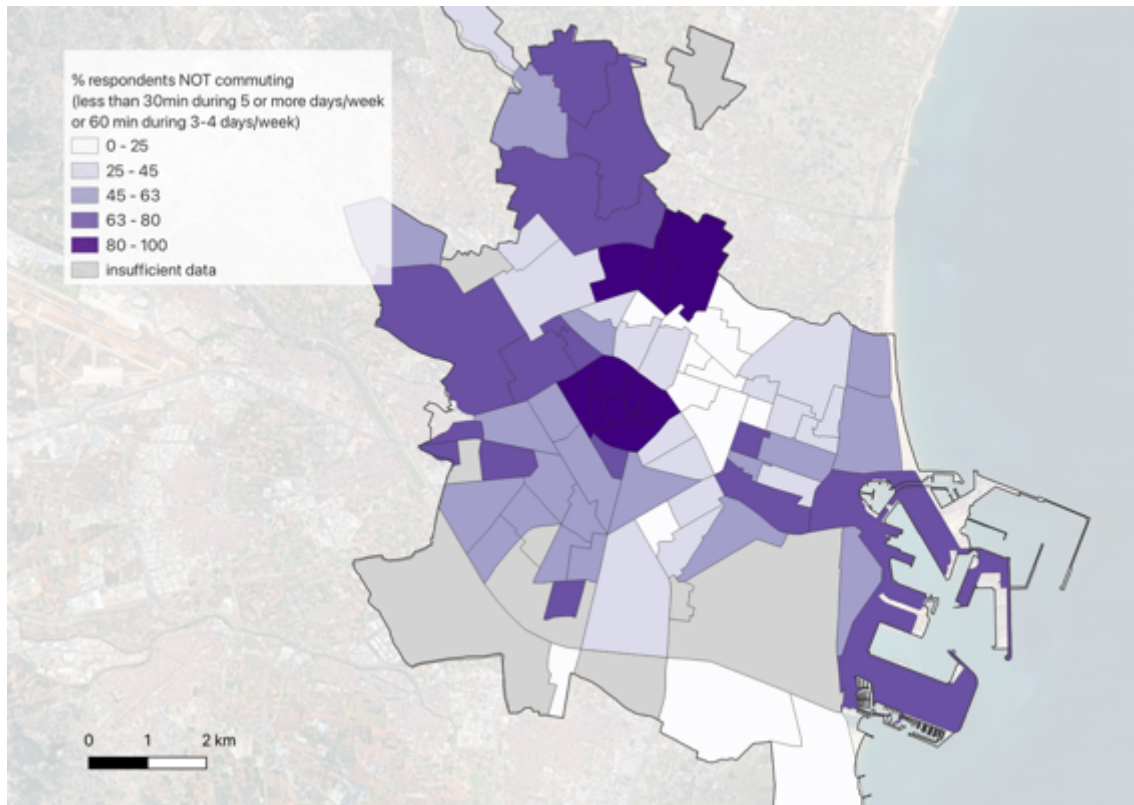 % respondents NOT commuting
(less than 30min during 5 or more days/week
or 60 min during 3-4 days/week)
0 - 25
25 - 45
45 - 63
63 - 80
80 - 100
insufficient data
0 1 2 km